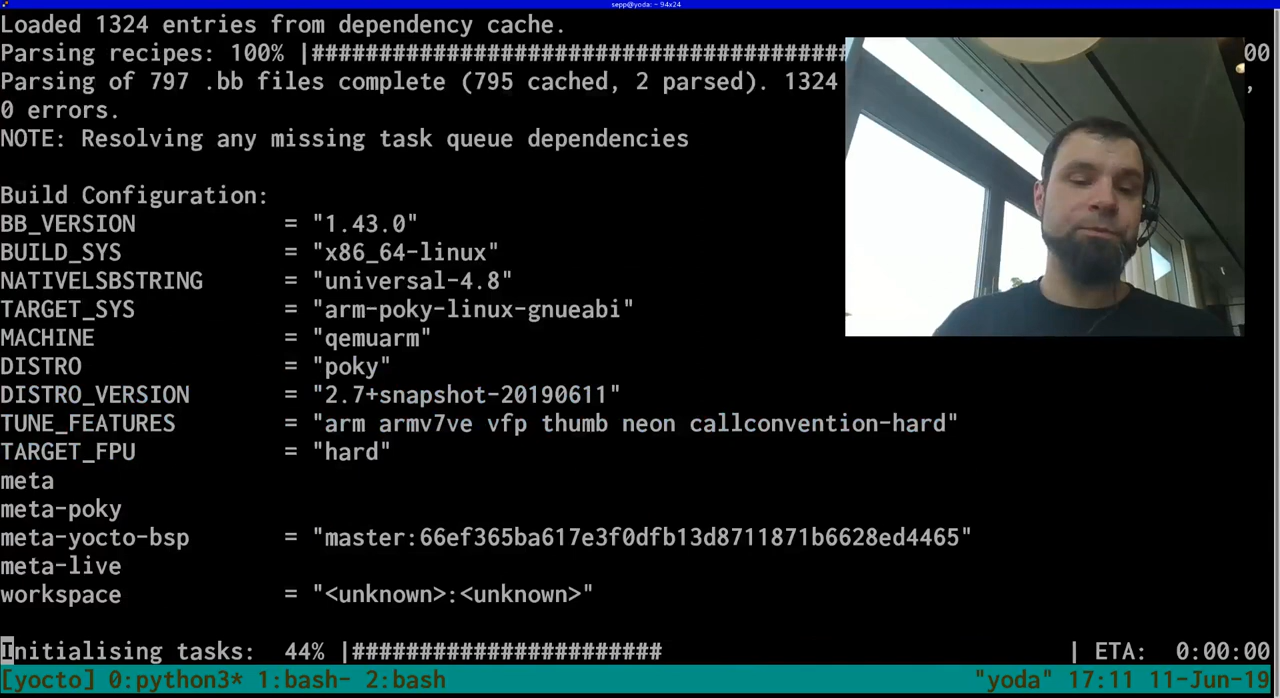 sepp@yoda: ~ 94x24
Loaded 1324 entries from dependency cache.
Parsing recipes: 100% |######################################## 00
Parsing of 797 .bb files complete (795 cached, 2 parsed). 1324 ,
0 errors.
NOTE: Resolving any missing task queue dependencies
Build Configuration:
BB_VERSION = "1.43.0"
BUILD_SYS = "x86_64-linux"
NATIVELSBSTRING = "universal-4.8"
TARGET_SYS = "arm-poky-linux-gnueabi"
MACHINE = "qemuarm"
DISTRO = "poky"
DISTRO_VERSION = "2.7+snapshot-20190611"
TUNE_FEATURES = "arm armv7ve vfp thumb neon callconvention-hard"
TARGET_FPU = "hard"
meta
meta-poky
meta-yocto-bsp = "master:66ef365ba617e3f0dfb13d8711871b6628ed4465"
meta-live
workspace = "<unknown>:<unknown>"
Initialising tasks: 44% |####################### | ETA: 0:00:00
[yocto] 0:python3* 1:bash- 2:bash "yoda" 17:11 11-Jun-19